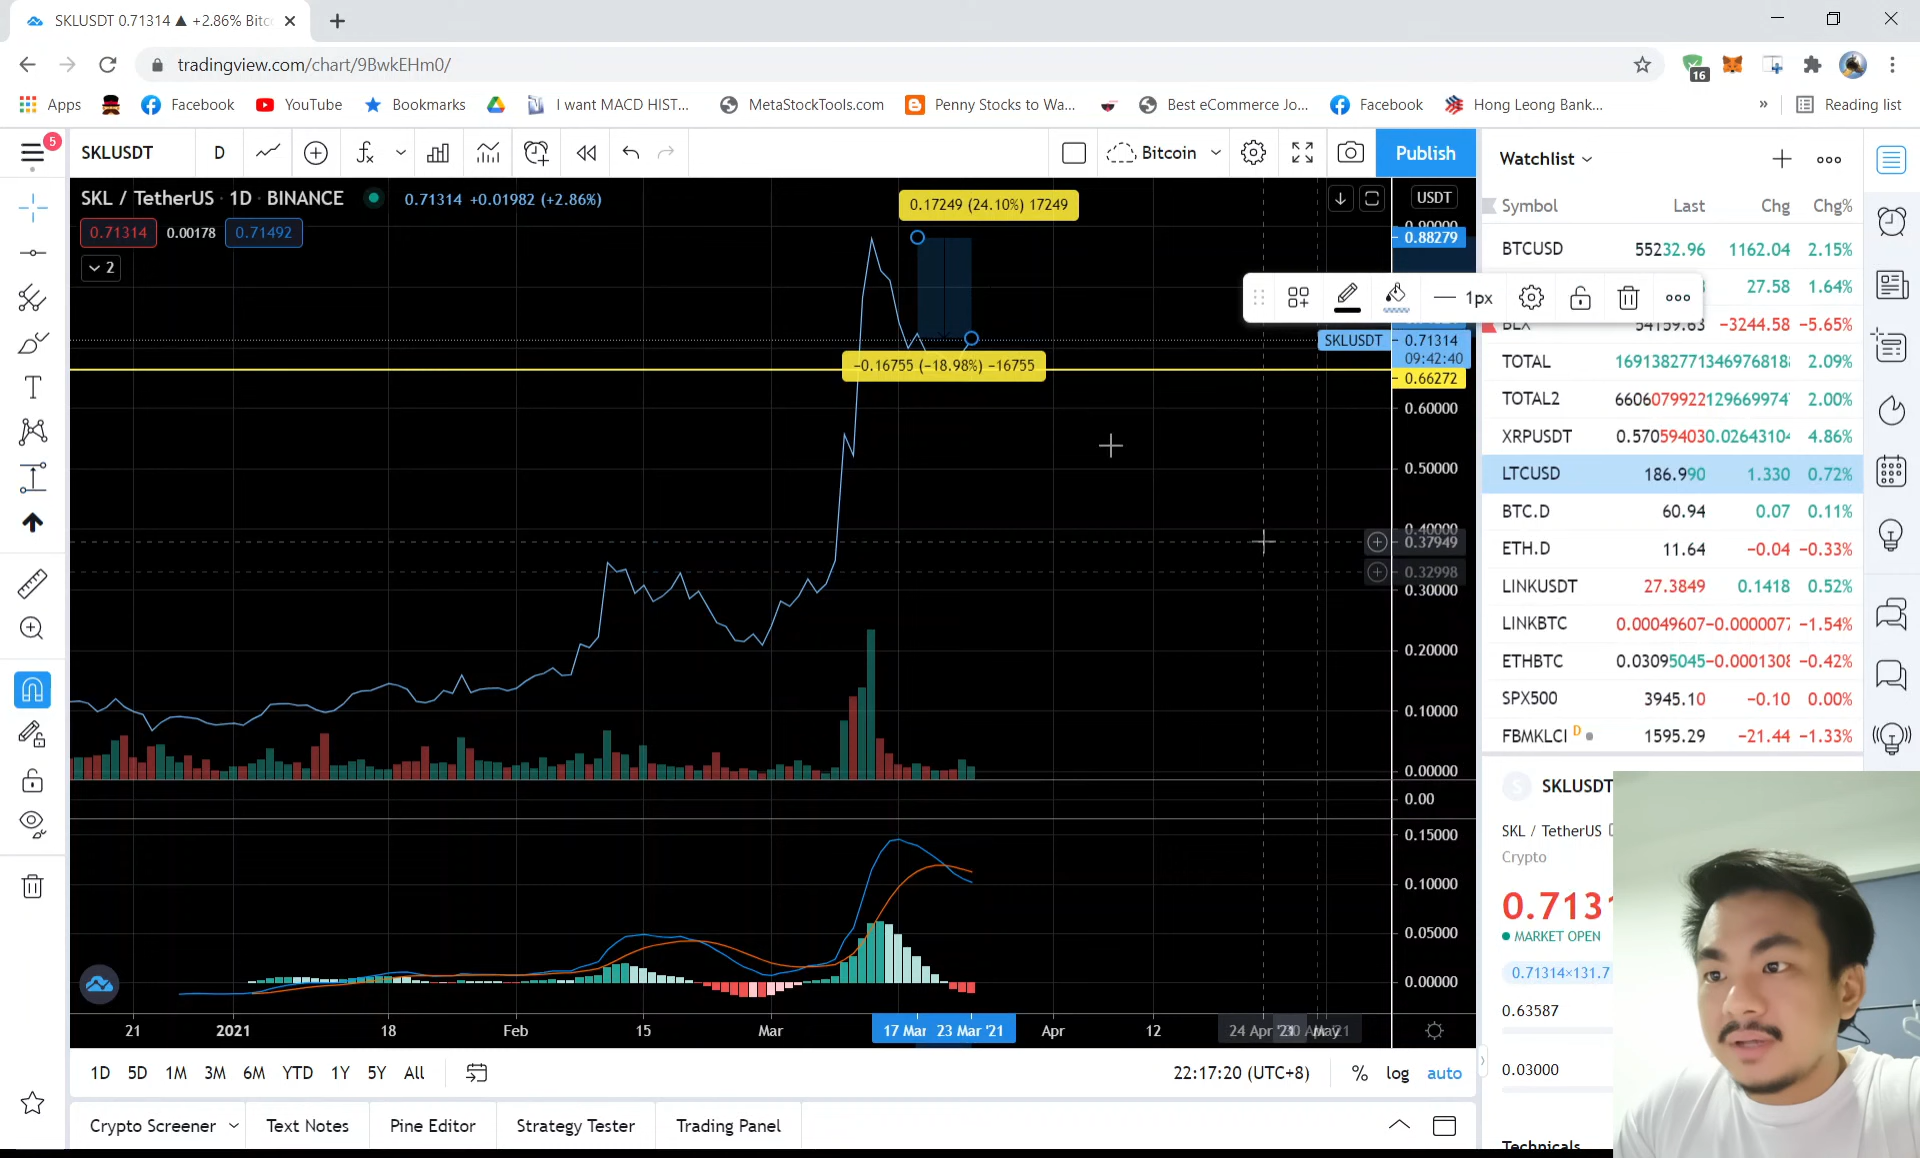 SKLUSDT 0.71314 ▲ +2.86% Bitc
tradingview.com/chart/9BwkEHm0/
16
Apps Facebook YouTube Bookmarks I want MACD HIST... MetaStockTools.com Penny Stocks to Wa... Best eCommerce Jo... Facebook Hong Leong Bank... » Reading list
5
SKLUSDT D Bitcoin Publish
Watchlist
SKL / TetherUS · 1D · BINANCE 0.71314 +0.01982 (+2.86%)
0.71314 0.00178 0.71492
2
0.17249 (24.10%) 17249
−0.16755 (−18.98%) −16755
1px
USDT
0.88279
SKLUSDT 0.71314
09:42:40
0.66272
0.60000
0.50000
0.40000
0.37949
0.32998
0.30000
0.20000
0.10000
0.00000
0.00
0.15000
0.10000
0.05000
0.00000
21 2021 18 Feb 15 Mar 17 Mar 23 Mar '21 Apr 12 24 Apr
1D 5D 1M 3M 6M YTD 1Y 5Y All 22:17:20 (UTC+8) % log auto
Crypto Screener Text Notes Pine Editor Strategy Tester Trading Panel
Symbol Last Chg Chg%
BTCUSD 55232.96 1162.04 2.15%
27.58 1.64%
54159.63 −3244.58 −5.65%
TOTAL 1691382771346976818 2.09%
TOTAL2 660607992212966997 2.00%
XRPUSDT 0.570594030.0264310 4.86%
LTCUSD 186.990 1.330 0.72%
BTC.D 60.94 0.07 0.11%
ETH.D 11.64 −0.04 −0.33%
LINKUSDT 27.3849 0.1418 0.52%
LINKBTC 0.00049607−0.000007 −1.54%
ETHBTC 0.03095045−0.000130 −0.42%
SPX500 3945.10 −0.10 0.00%
FBMKLCI D 1595.29 −21.44 −1.33%
S SKLUSDT
SKL / TetherUS
Crypto
0.713
MARKET OPEN
0.71314×131.7
0.63587
0.03000
Technicals